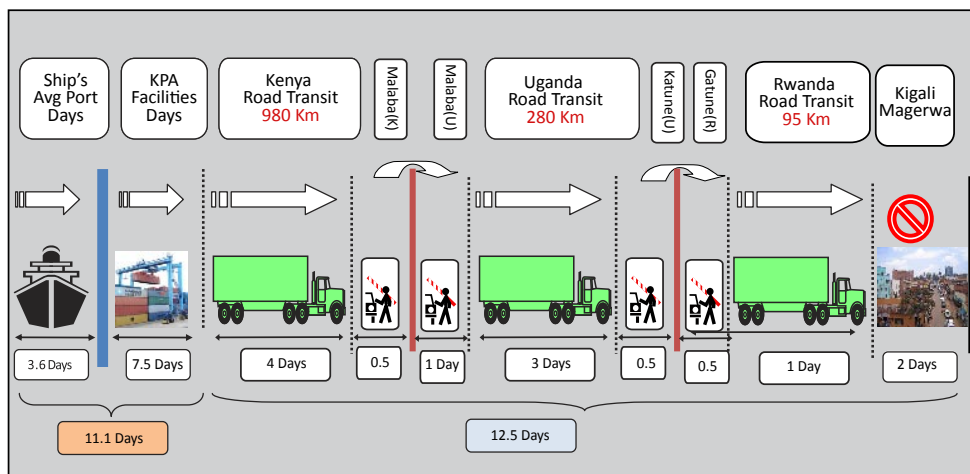 Ship's
Avg Port
Days
KPA
Facilities
Days
Kenya
Road Transit
980 Km
Malaba(K)
Malaba(U)
Uganda
Road Transit
280 Km
Katune(U)
Gatune(R)
Rwanda
Road Transit
95 Km
Kigali
Magerwa
3.6 Days
7.5 Days
4 Days
0.5
1 Day
3 Days
0.5
0.5
1 Day
2 Days
11.1 Days
12.5 Days